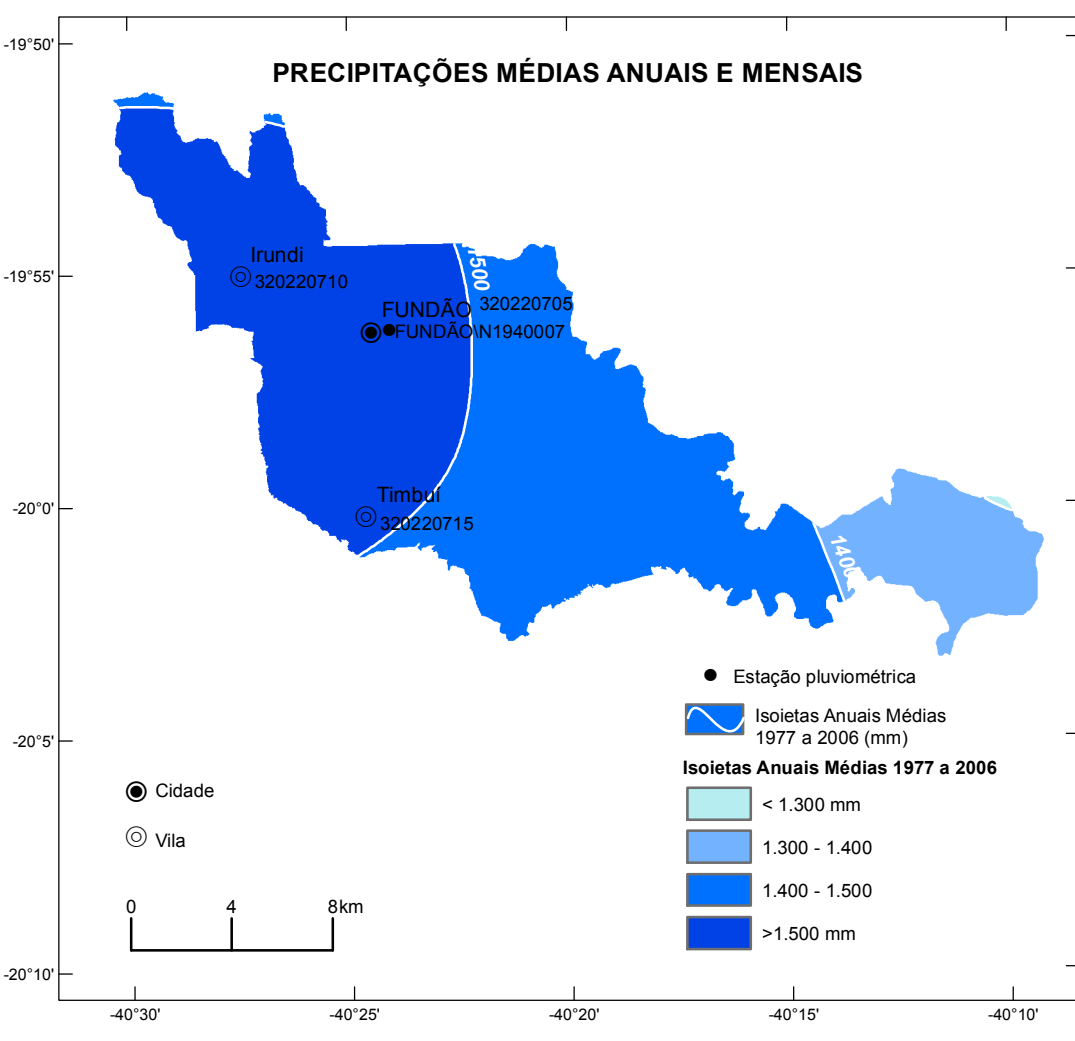 PRECIPITAÇÕES MÉDIAS ANUAIS E MENSAIS
-19°50'
-19°55'
-20°0'
-20°5'
-20°10'
Irundi
320220710
1500
320220705
FUNDÃO
FUNDÃO\N1940007
Timbuí
320220715
1400
Estação pluviométrica
Isoietas Anuais Médias
1977 a 2006 (mm)
Isoietas Anuais Médias 1977 a 2006
< 1.300 mm
1.300 - 1.400
1.400 - 1.500
>1.500 mm
Cidade
Vila
0 4 8km
-40°30' -40°25' -40°20' -40°15' -40°10'